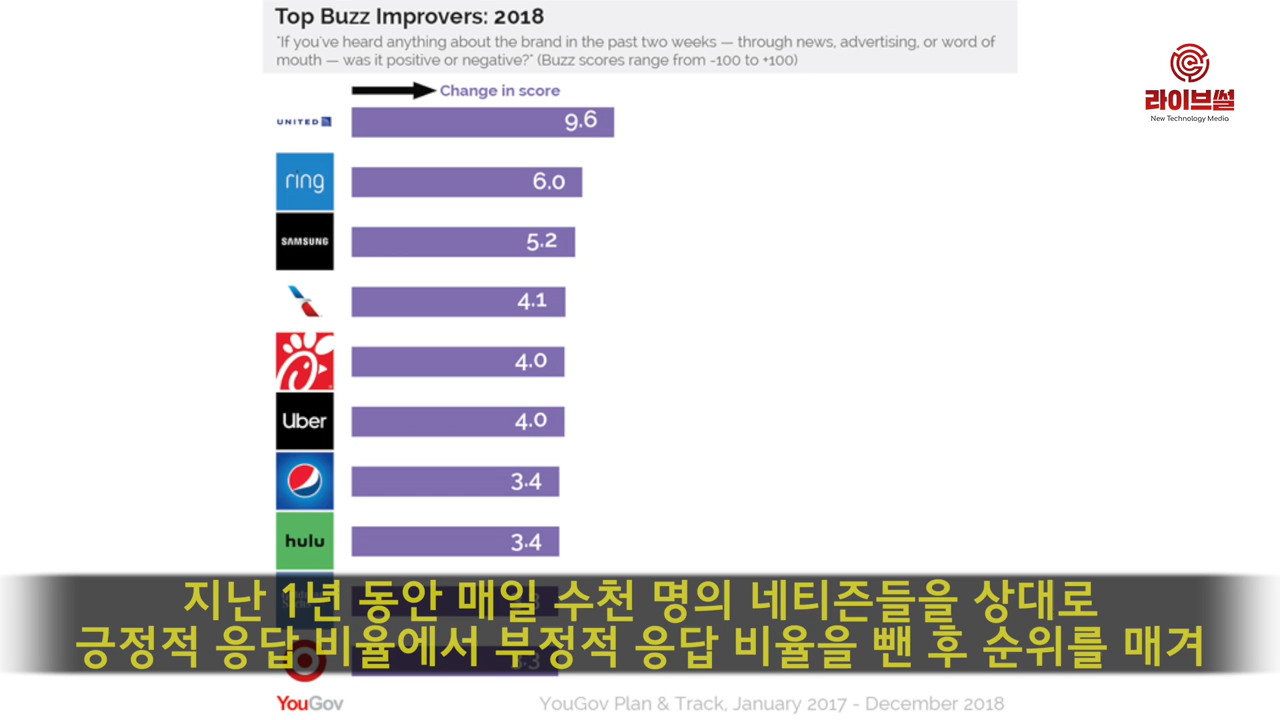 Top Buzz Improvers: 2018
"If you've heard anything about the brand in the past two weeks — through news, advertising, or word of
mouth — was it positive or negative?" (Buzz scores range from -100 to +100)
라이브썰
New Technology Media
Change in score
UNITED 9.6
ring 6.0
SAMSUNG 5.2
4.1
4.0
Uber 4.0
3.4
hulu 3.4
지난 1년 동안 매일 수천 명의 네티즌들을 상대로
긍정적 응답 비율에서 부정적 응답 비율을 뺀 후 순위를 매겨
YouGov
YouGov Plan & Track, January 2017 - December 2018